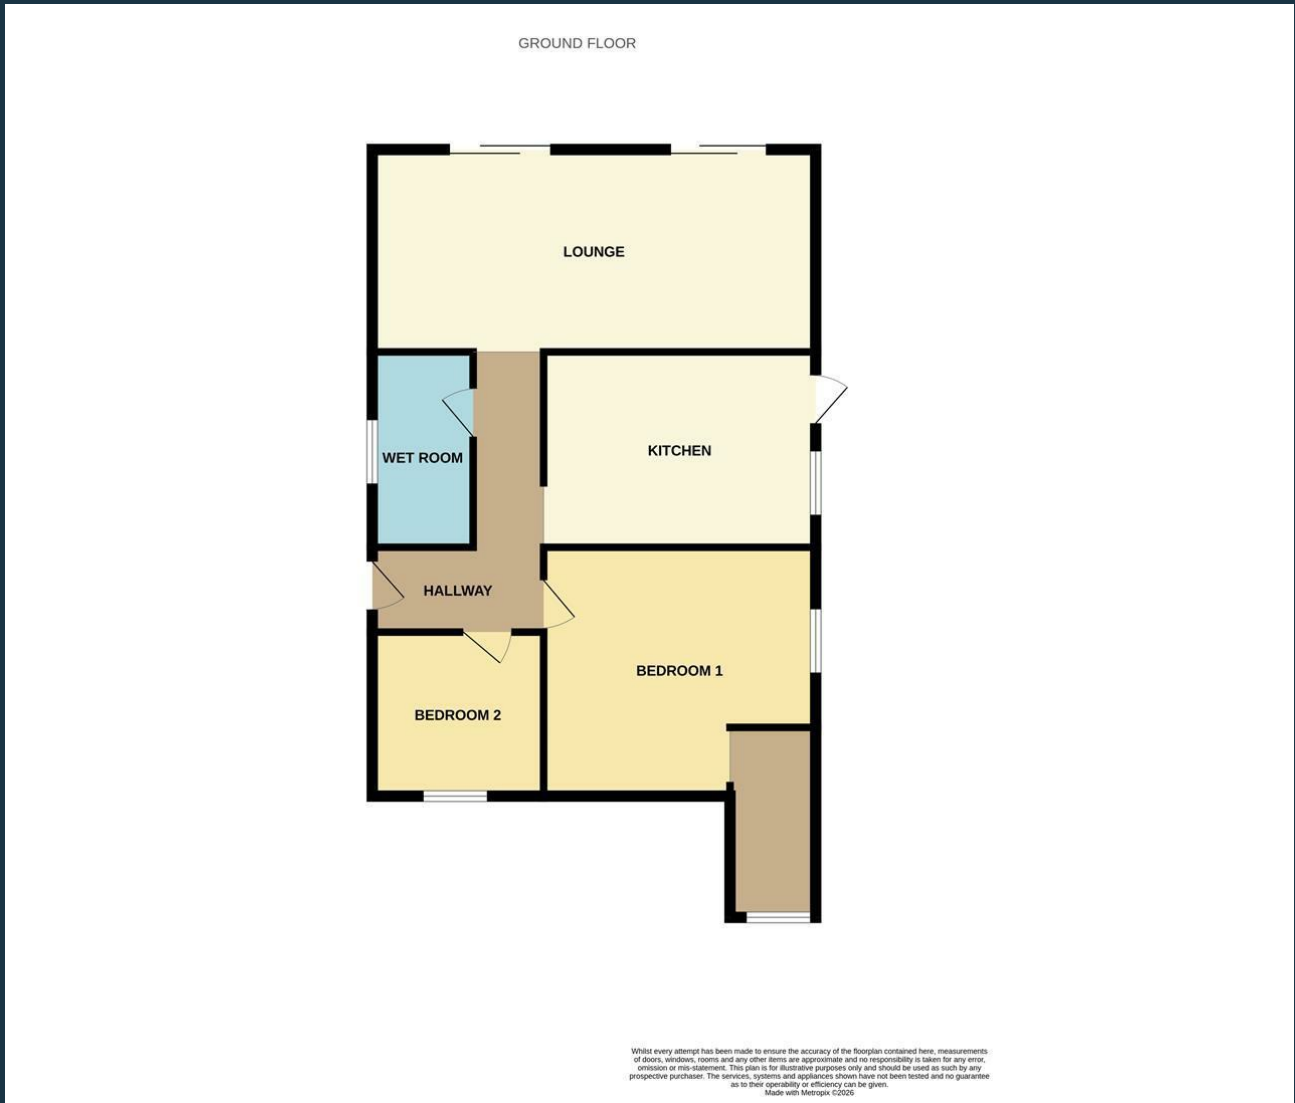 GROUND FLOOR
LOUNGE
KITCHEN
WET ROOM
HALLWAY
BEDROOM 1
BEDROOM 2
Whilst every attempt has been made to ensure the accuracy of the floorplan contained here, measurements
of doors, windows, rooms and any other items are approximate and no responsibility is taken for any error,
omission or mis-statement. This plan is for illustrative purposes only and should be used as such by any
prospective purchaser. The services, systems and appliances shown have not been tested and no guarantee
as to their operability or efficiency can be given.
Made with Metropix ©2026